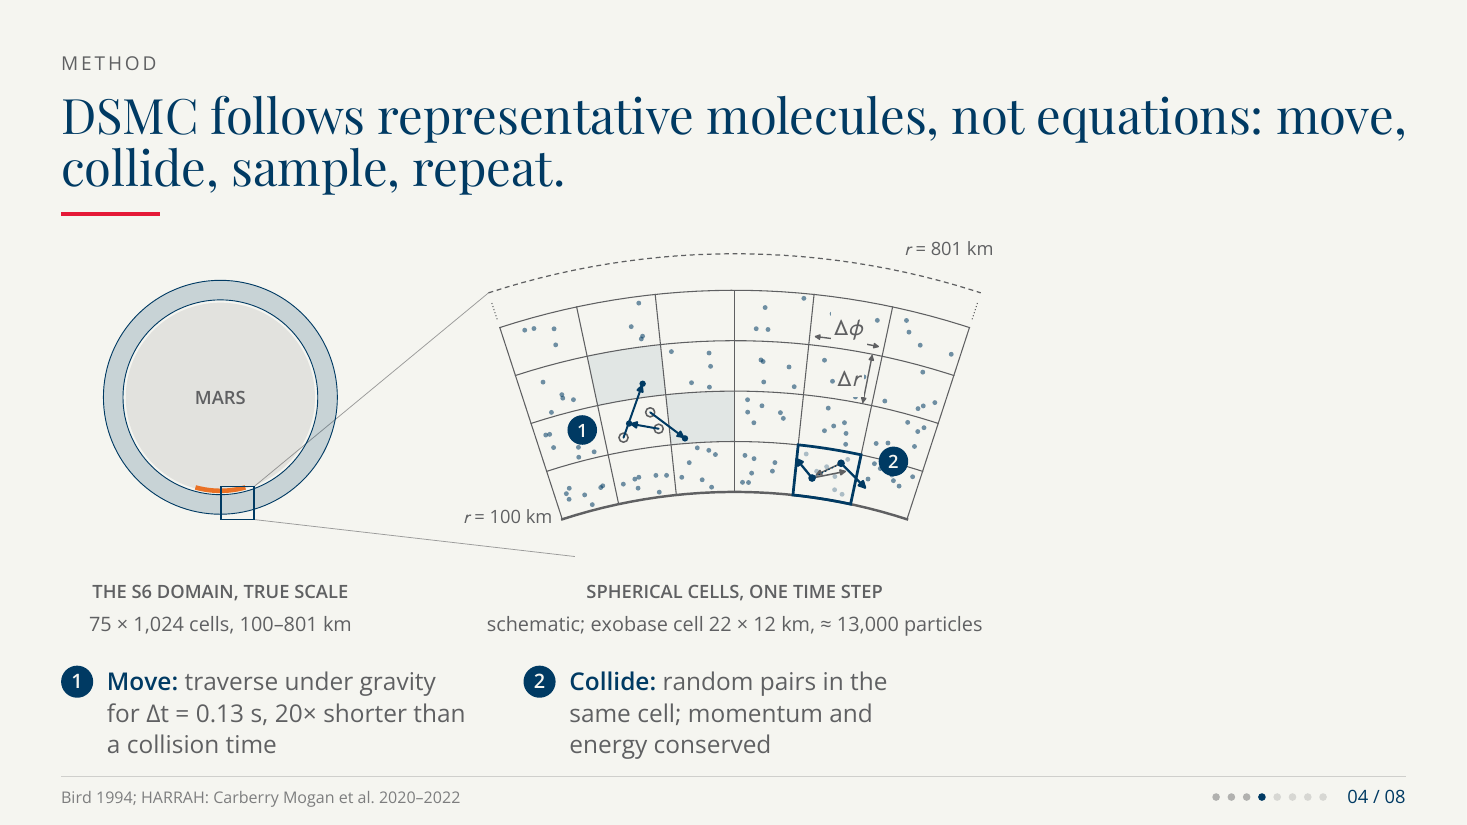 METHOD
DSMC follows representative molecules, not equations: move,
collide, sample, repeat.
r = 801 km
Δϕ
Δr
MARS
1
2
r = 100 km
THE S6 DOMAIN, TRUE SCALE
75 × 1,024 cells, 100–801 km
SPHERICAL CELLS, ONE TIME STEP
schematic; exobase cell 22 × 12 km, ≈ 13,000 particles
1 Move: traverse under gravity
for Δt = 0.13 s, 20× shorter than
a collision time
2 Collide: random pairs in the
same cell; momentum and
energy conserved
Bird 1994; HARRAH: Carberry Mogan et al. 2020–2022
04 / 08